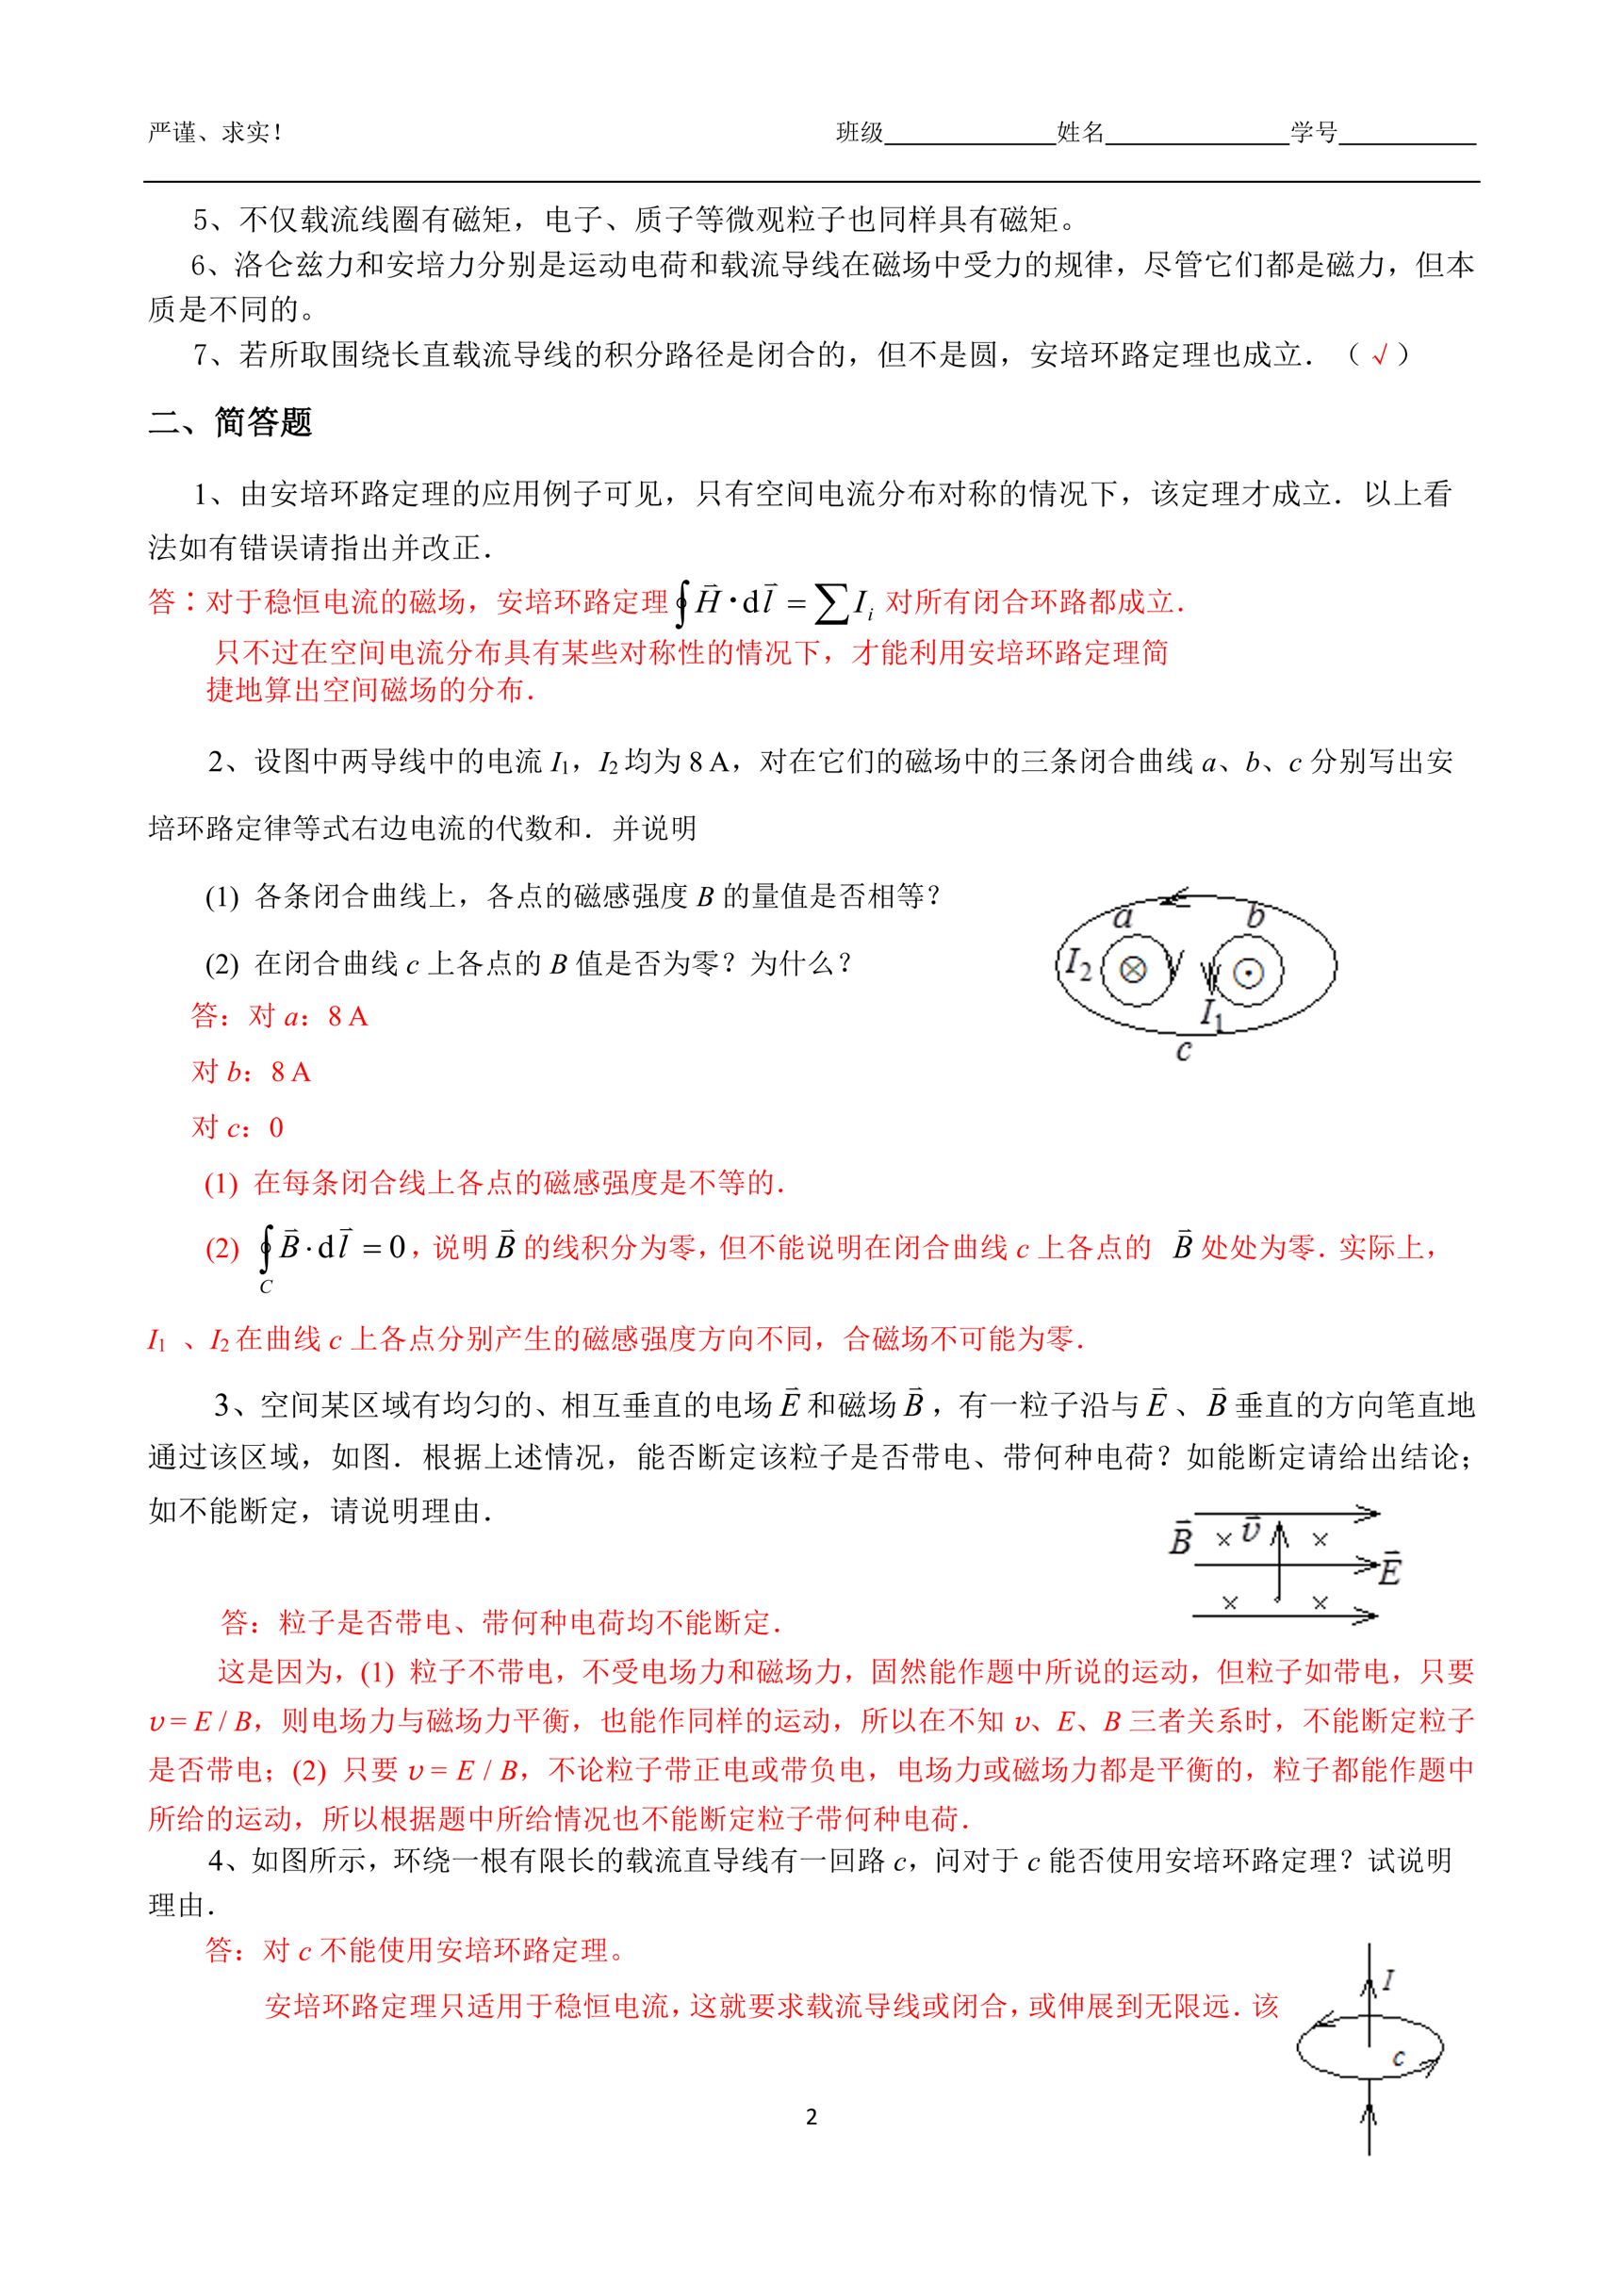 严谨、求实！ 班级____________姓名_____________学号__________
5、不仅载流线圈有磁矩，电子、质子等微观粒子也同样具有磁矩。
6、洛仑兹力和安培力分别是运动电荷和载流导线在磁场中受力的规律，尽管它们都是磁力，但本
质是不同的。
7、若所取围绕长直载流导线的积分路径是闭合的，但不是圆，安培环路定理也成立．（ √ ）
二、简答题
1、由安培环路定理的应用例子可见，只有空间电流分布对称的情况下，该定理才成立．以上看
法如有错误请指出并改正．
答：对于稳恒电流的磁场，安培环路定理 ∮H⃗·dl⃗ = ∑Iᵢ 对所有闭合环路都成立．
只不过在空间电流分布具有某些对称性的情况下，才能利用安培环路定理简
捷地算出空间磁场的分布．
2、设图中两导线中的电流 I₁，I₂ 均为 8 A，对在它们的磁场中的三条闭合曲线 a、b、c 分别写出安
培环路定律等式右边电流的代数和．并说明
(1) 各条闭合曲线上，各点的磁感强度 B 的量值是否相等？
(2) 在闭合曲线 c 上各点的 B 值是否为零？为什么？
a b
I₂
I₁
c
答：对 a：8 A
对 b：8 A
对 c：0
(1) 在每条闭合线上各点的磁感强度是不等的．
(2) ∮_C B⃗·dl⃗ = 0，说明 B⃗ 的线积分为零，但不能说明在闭合曲线 c 上各点的 B⃗ 处处为零．实际上，
I₁ 、I₂ 在曲线 c 上各点分别产生的磁感强度方向不同，合磁场不可能为零．
3、空间某区域有均匀的、相互垂直的电场 E⃗ 和磁场 B⃗，有一粒子沿与 E⃗、B⃗ 垂直的方向笔直地
通过该区域，如图．根据上述情况，能否断定该粒子是否带电、带何种电荷？如能断定请给出结论；
如不能断定，请说明理由．
B⃗ × υ⃗ ×
E⃗
× ×
答：粒子是否带电、带何种电荷均不能断定．
这是因为，(1) 粒子不带电，不受电场力和磁场力，固然能作题中所说的运动，但粒子如带电，只要
υ = E / B，则电场力与磁场力平衡，也能作同样的运动，所以在不知 υ、E、B 三者关系时，不能断定粒子
是否带电；(2) 只要 υ = E / B，不论粒子带正电或带负电，电场力或磁场力都是平衡的，粒子都能作题中
所给的运动，所以根据题中所给情况也不能断定粒子带何种电荷．
4、如图所示，环绕一根有限长的载流直导线有一回路 c，问对于 c 能否使用安培环路定理？试说明
理由．
答：对 c 不能使用安培环路定理。
安培环路定理只适用于稳恒电流，这就要求载流导线或闭合，或伸展到无限远．该
I
c
2